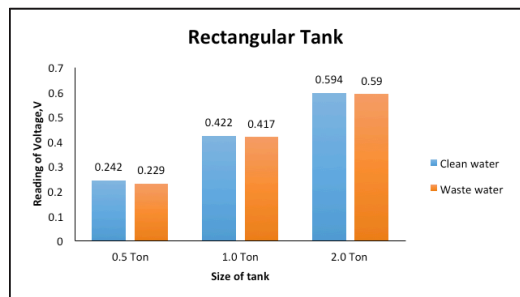 Rectangular Tank
0.7
0.6
0.5
0.4
0.3
0.2
0.1
0
Reading of Voltage,V
0.242
0.229
0.422
0.417
0.594
0.59
0.5 Ton
1.0 Ton
2.0 Ton
Size of tank
Clean water
Waste water